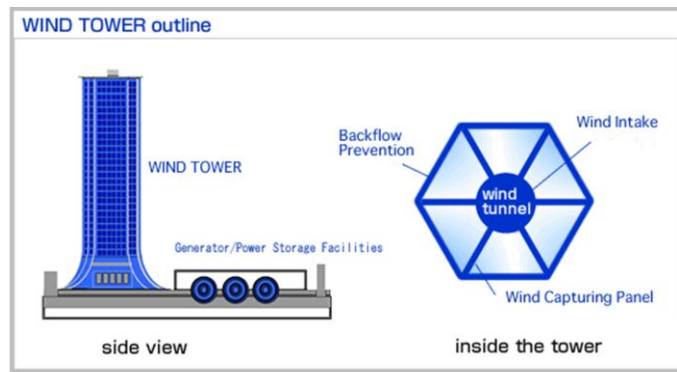 WIND TOWER outline
WIND TOWER
Generator/Power Storage Facilities
side view
Backflow
Prevention
Wind Intake
wind
tunnel
Wind Capturing Panel
inside the tower